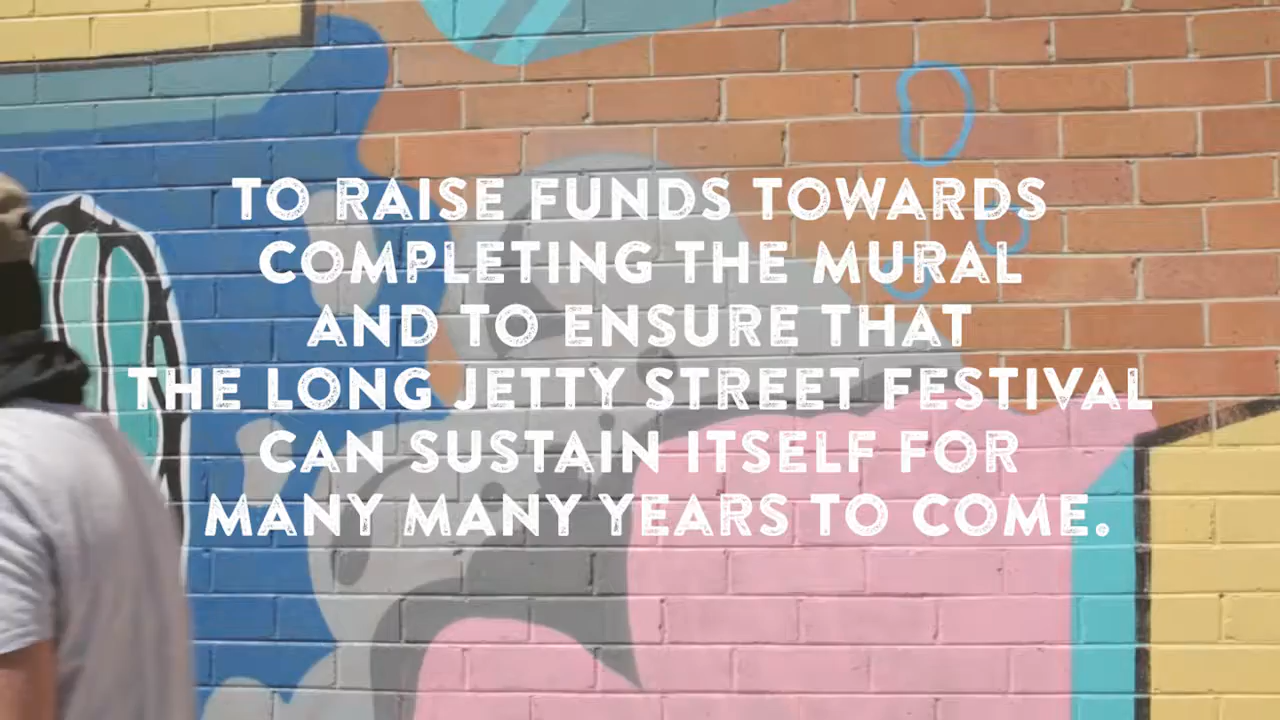 TO RAISE FUNDS TOWARDS
COMPLETING THE MURAL
AND TO ENSURE THAT
THE LONG JETTY STREET FESTIVAL
CAN SUSTAIN ITSELF FOR
MANY MANY YEARS TO COME.